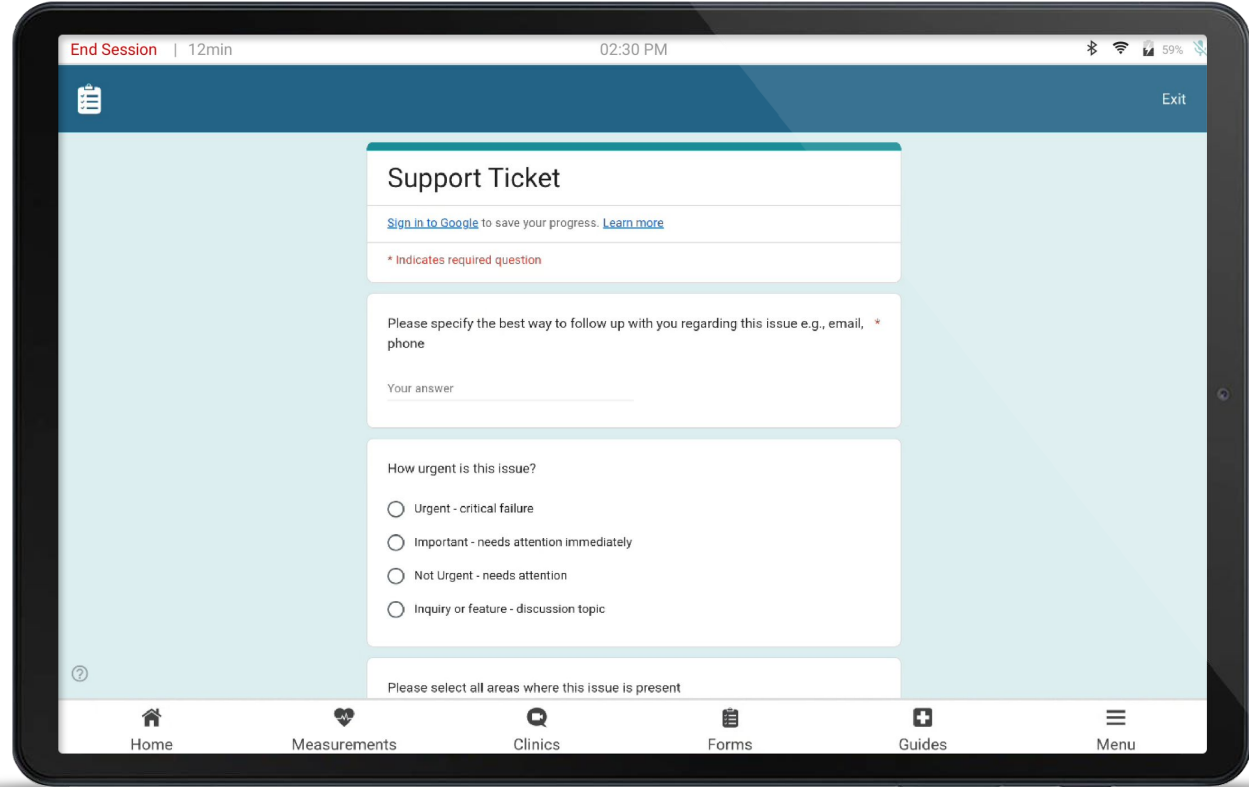 End Session | 12min 02:30 PM 59%
Exit
Support Ticket
Sign in to Google to save your progress. Learn more
* Indicates required question
Please specify the best way to follow up with you regarding this issue e.g., email, *
phone
Your answer
How urgent is this issue?
Urgent - critical failure
Important - needs attention immediately
Not Urgent - needs attention
Inquiry or feature - discussion topic
Please select all areas where this issue is present
Home Measurements Clinics Forms Guides Menu